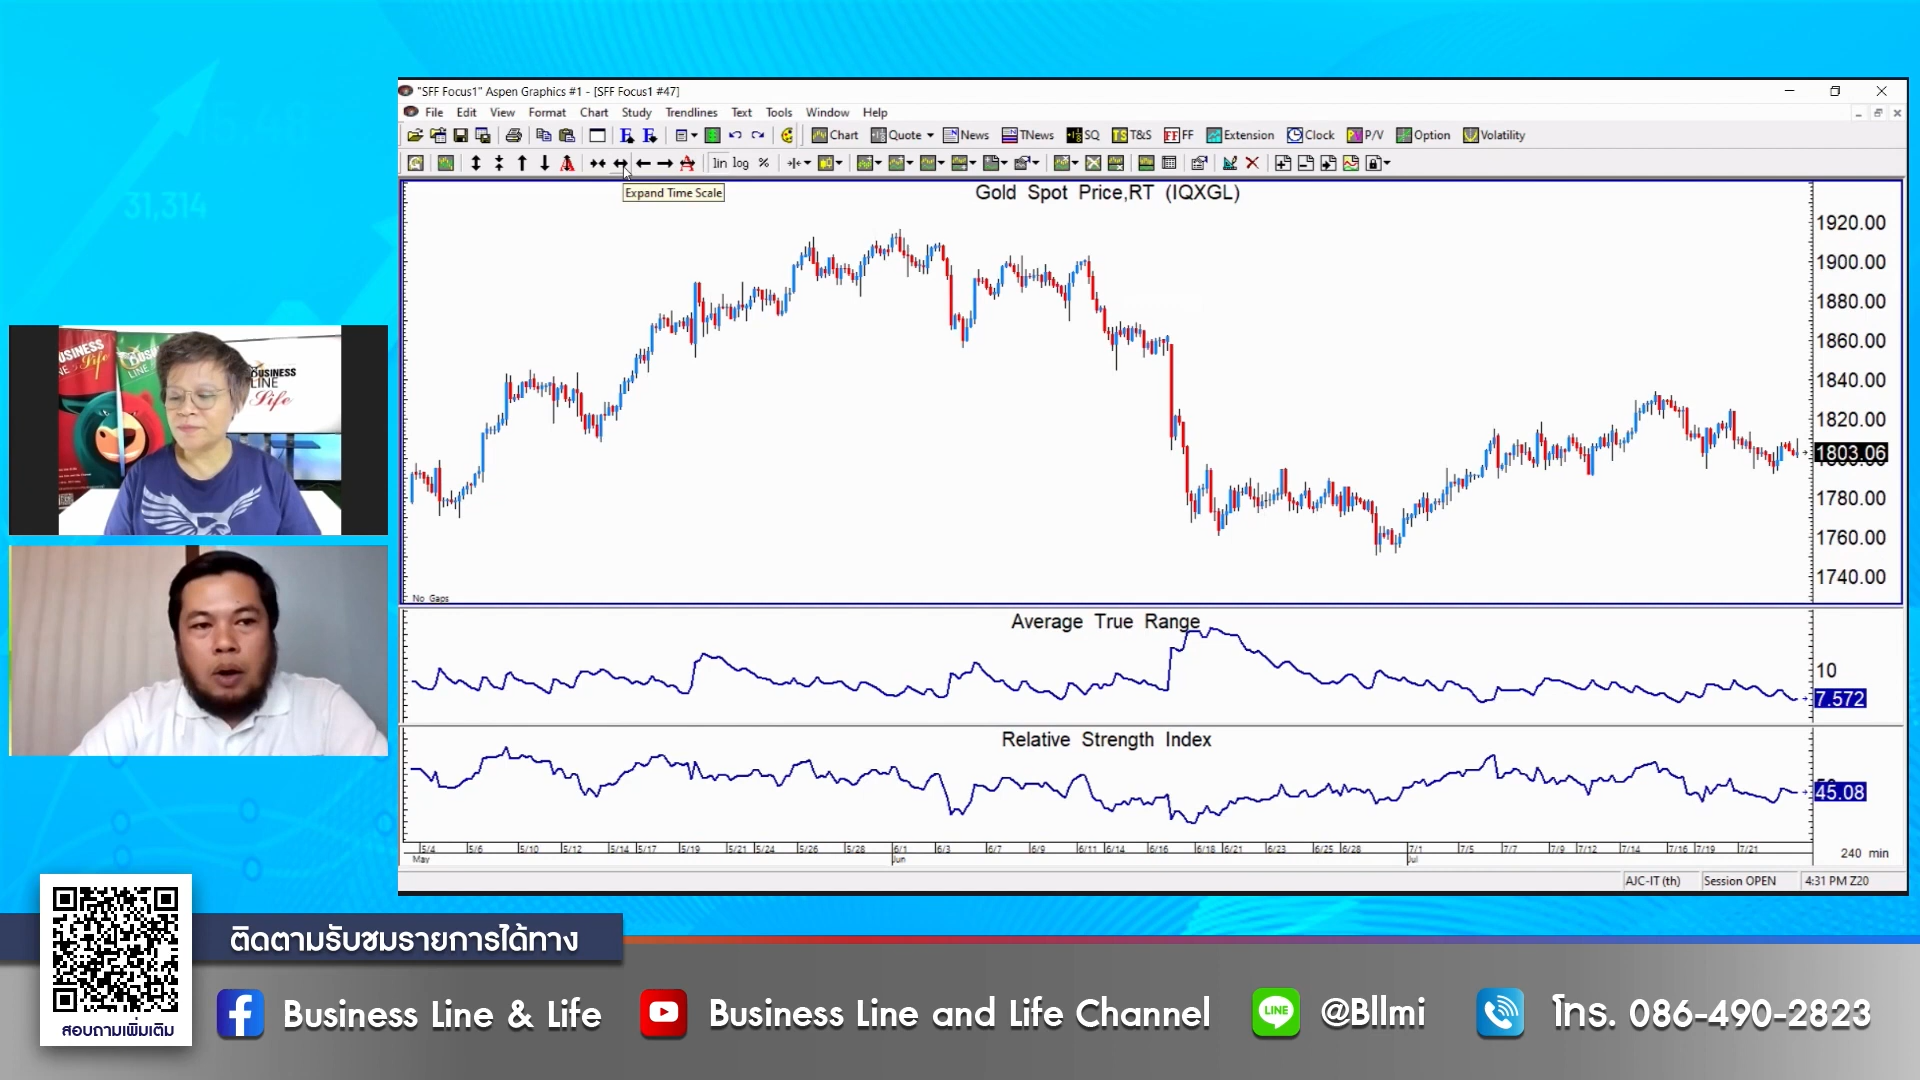 15,48
31,314
"SFF Focus1" Aspen Graphics #1 - [SFF Focus1 #47]
File Edit View Format Chart Study Trendlines Text Tools Window Help
Chart Quote News TNews SQ T&S FF Extension Clock P/V Option Volatility
lin log %
Expand Time Scale
Gold Spot Price,RT (IQXGL)
1920.00
1900.00
1880.00
1860.00
1840.00
1820.00
1803.06
1780.00
1760.00
1740.00
No Gaps
Average True Range
10
7.572
Relative Strength Index
45.08
5/4 5/6 5/10 5/12 5/14 5/17 5/19 5/21 5/24 5/26 5/28 6/1 6/3 6/7 6/9 6/11 6/14 6/16 6/18 6/21 6/23 6/25 6/28 7/1 7/5 7/7 7/9 7/12 7/14 7/16 7/19 7/21
May Jun Jul
240 min
AJC-IT (th) Session OPEN 4:31 PM Z20
BUSINESS
LINE
Life
BUSINESS
LINE
Life
ติดตามรับชมรายการได้ทาง
สอบถามเพิ่มเติม
Business Line & Life
Business Line and Life Channel
LINE
@Bllmi
โทร. 086-490-2823